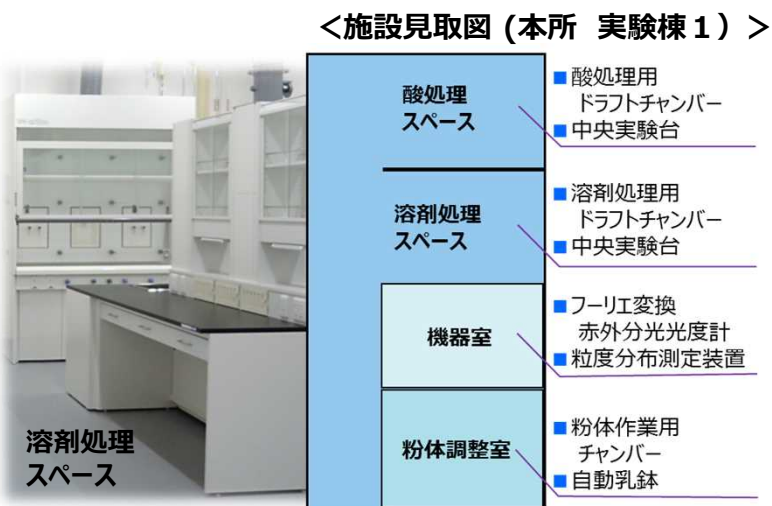 ＜施設見取図 (本所 実験棟１）＞
酸処理
スペース
■酸処理用
ドラフトチャンバー
■中央実験台
溶剤処理
スペース
■溶剤処理用
ドラフトチャンバー
■中央実験台
機器室
■フーリエ変換
赤外分光光度計
■粒度分布測定装置
粉体調整室
■粉体作業用
チャンバー
■自動乳鉢
溶剤処理
スペース